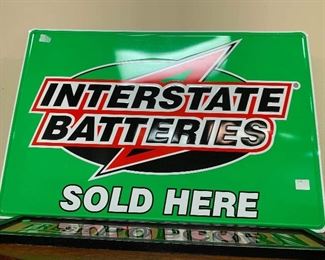 INTERSTATE
BATTERIES
®
SOLD HERE